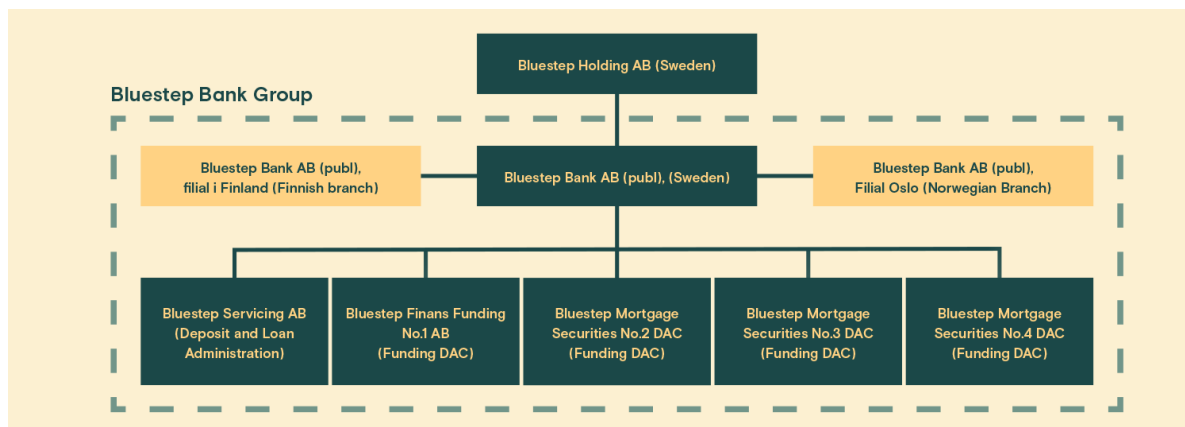 Bluestep Holding AB (Sweden)
Bluestep Bank Group
Bluestep Bank AB (publ),
filial i Finland (Finnish branch)
Bluestep Bank AB (publ), (Sweden)
Bluestep Bank AB (publ),
Filial Oslo (Norwegian Branch)
Bluestep Servicing AB
(Deposit and Loan
Administration)
Bluestep Finans Funding
No.1 AB
(Funding DAC)
Bluestep Mortgage
Securities No.2 DAC
(Funding DAC)
Bluestep Mortgage
Securities No.3 DAC
(Funding DAC)
Bluestep Mortgage
Securities No.4 DAC
(Funding DAC)